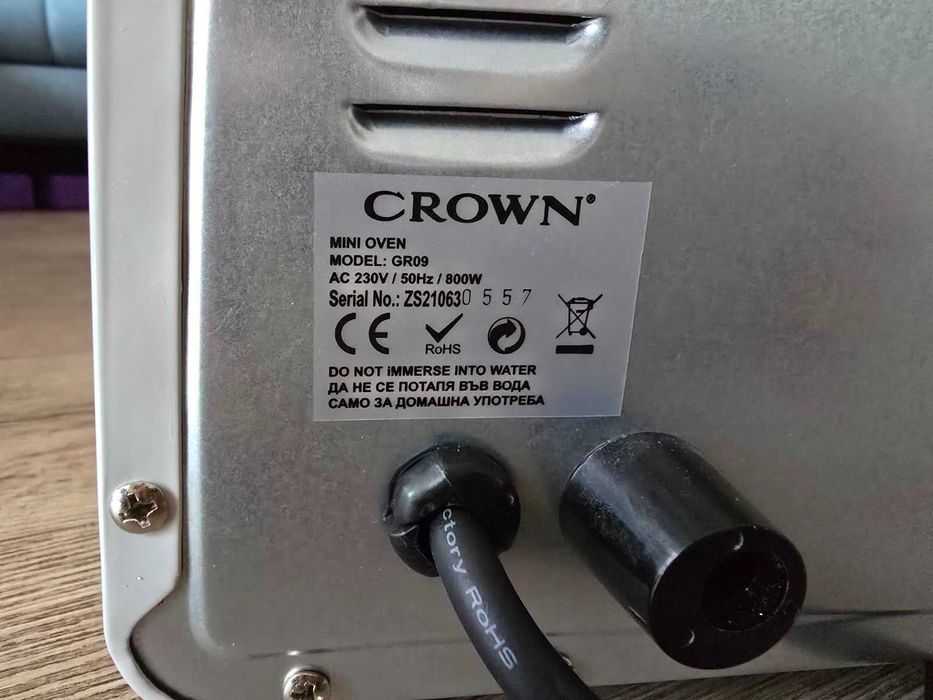 CROWN®
MINI OVEN
MODEL: GR09
AC 230V / 50Hz / 800W
Serial No.: ZS210630557
CE
RoHS
DO NOT iMMERSE INTO WATER
ДА НЕ СЕ ПОТАПЯ ВЪВ ВОДА
САМО ЗА ДОМАШНА УПОТРЕБА
ctory RoHS